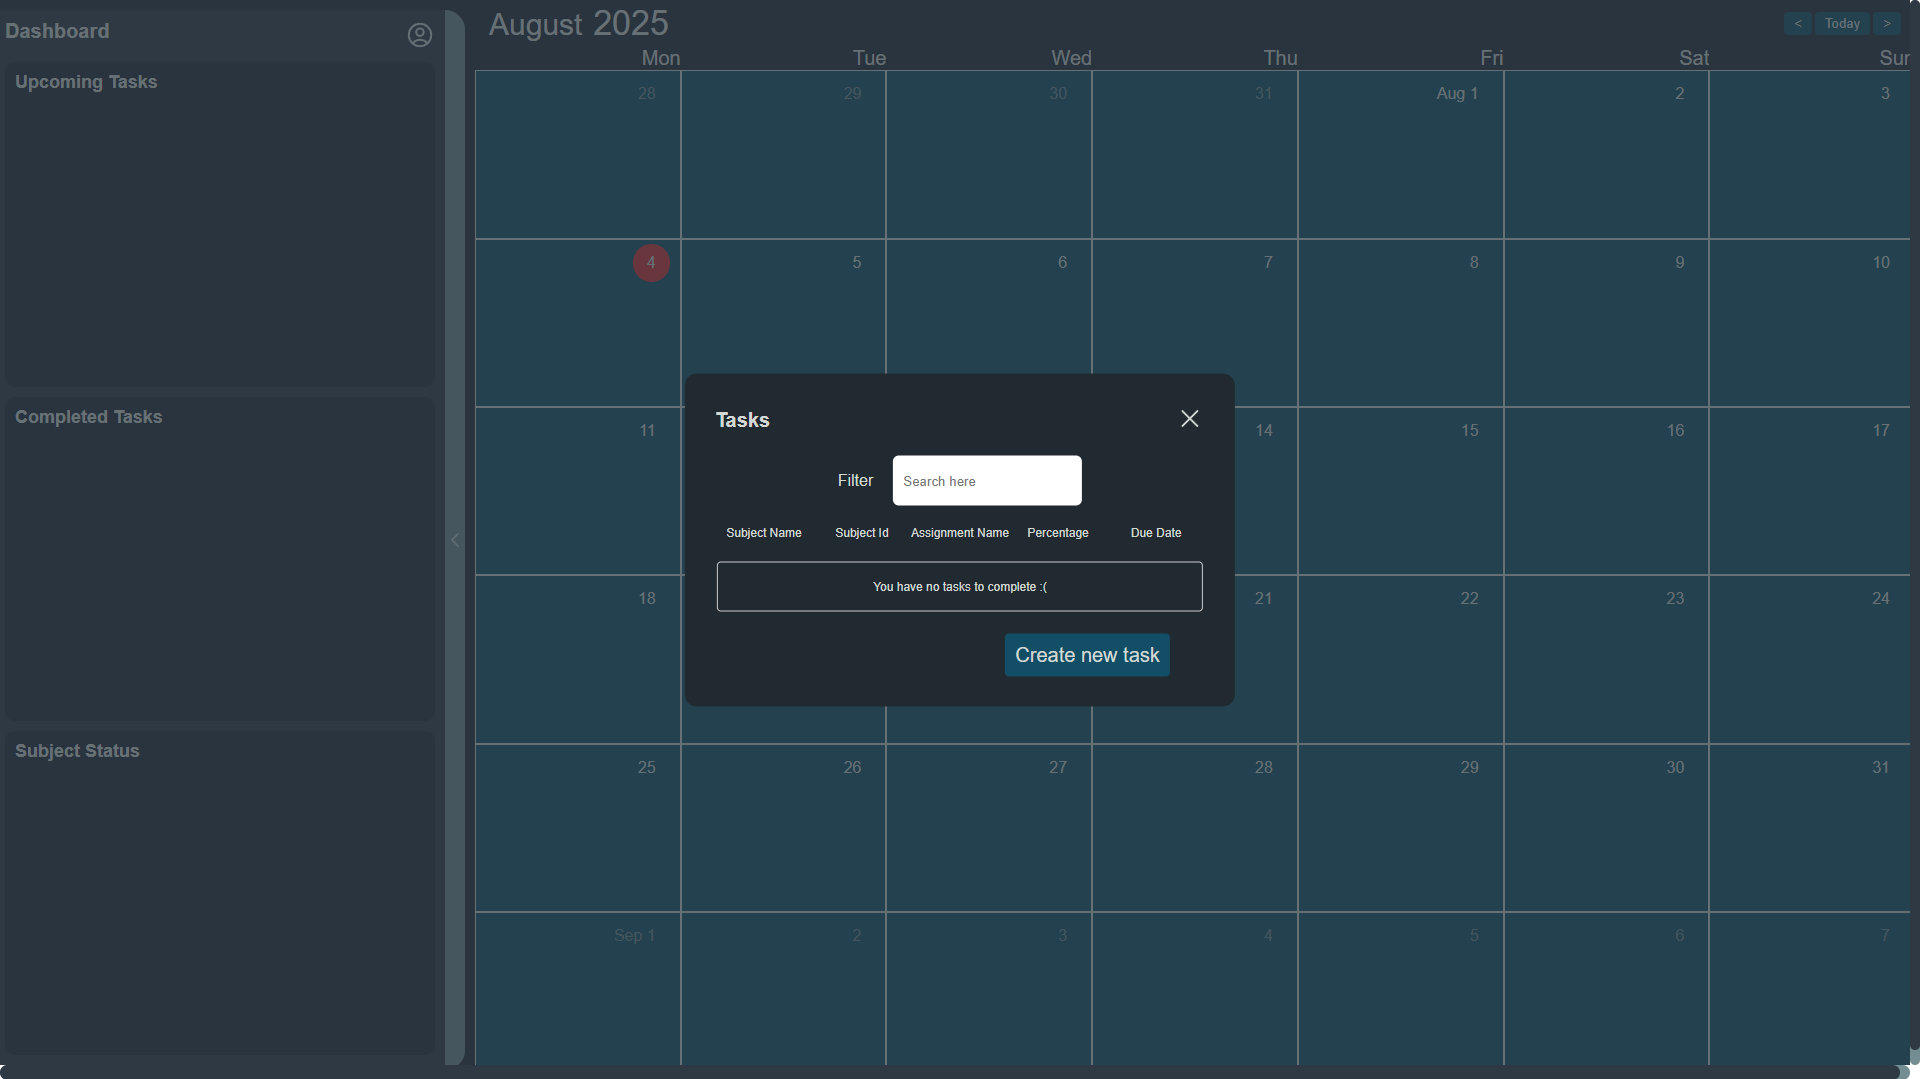 Dashboard
Upcoming Tasks
Completed Tasks
Subject Status
<
August 2025
< Today >
Mon Tue Wed Thu Fri Sat Sun
28 29 30 31 Aug 1 2 3
4 5 6 7 8 9 10
11 14 15 16 17
18 21 22 23 24
25 26 27 28 29 30 31
Sep 1 2 3 4 5 6 7
Tasks
Filter Search here
Subject Name Subject Id Assignment Name Percentage Due Date
You have no tasks to complete :(
Create new task